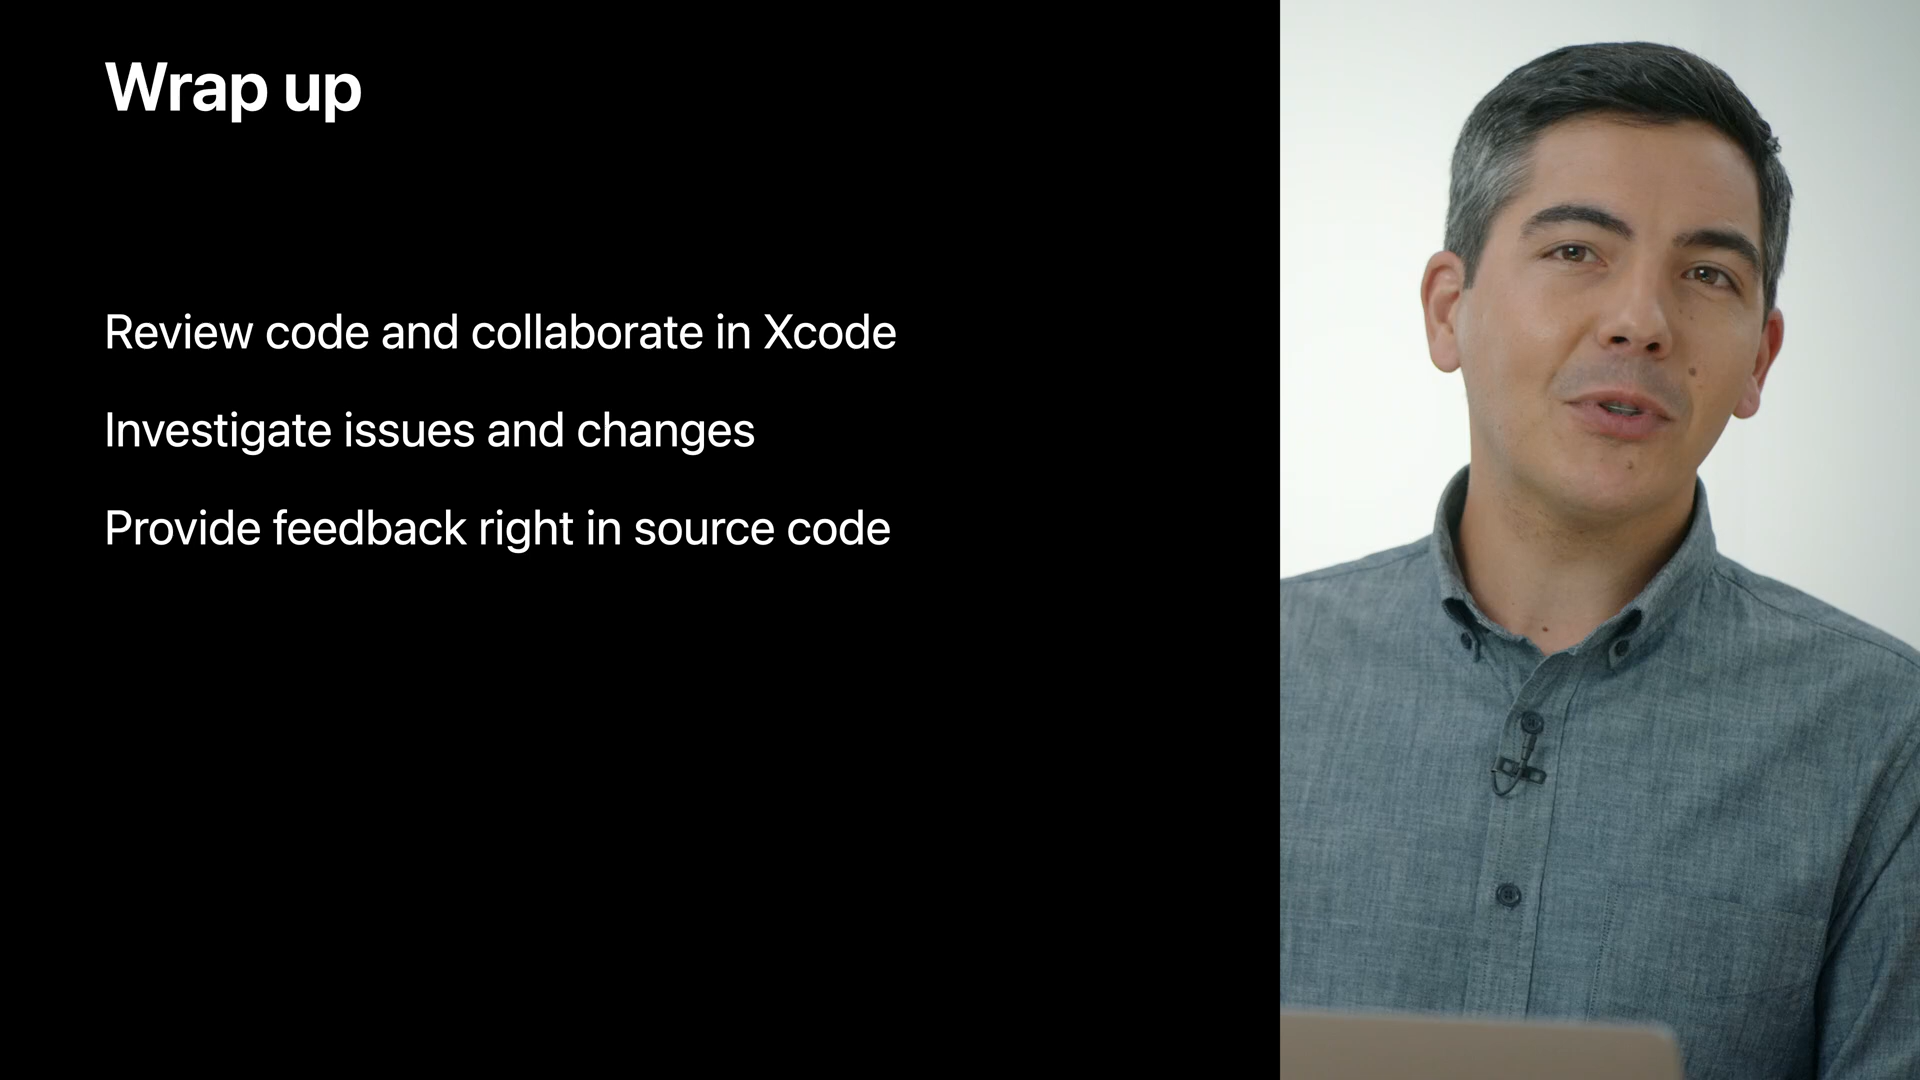 Wrap up
Review code and collaborate in Xcode
Investigate issues and changes
Provide feedback right in source code